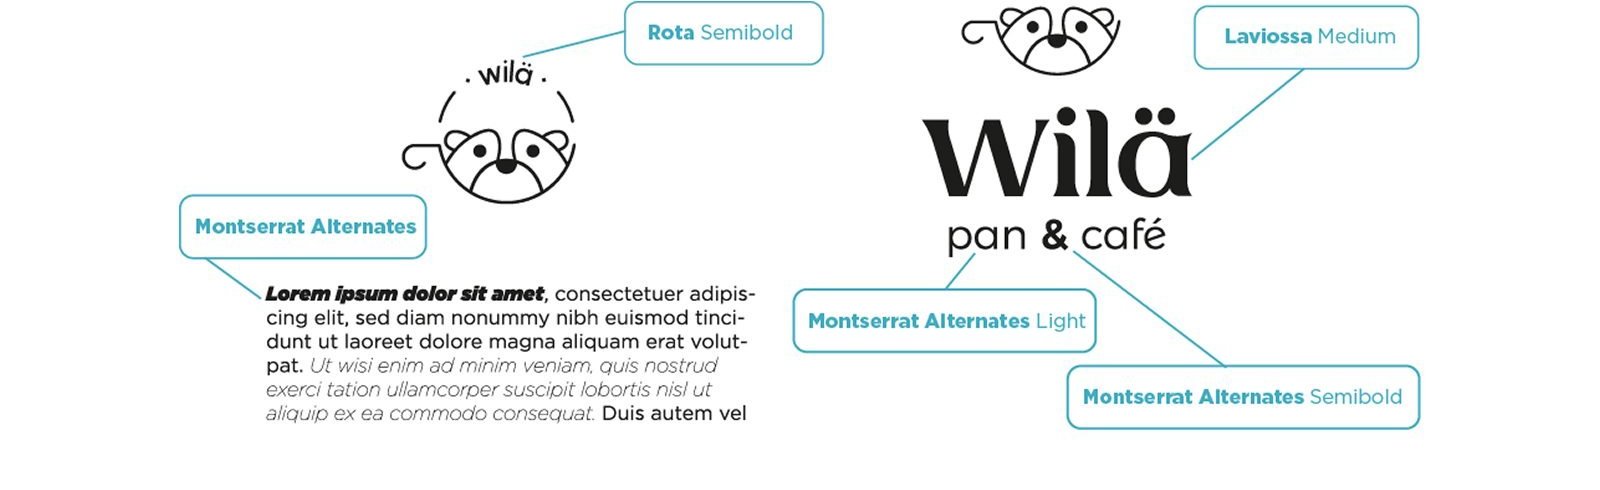 Rota Semibold
· wilä ·
Montserrat Alternates
Lorem ipsum dolor sit amet, consectetuer adipis-
cing elit, sed diam nonummy nibh euismod tinci-
dunt ut laoreet dolore magna aliquam erat volut-
pat. Ut wisi enim ad minim veniam, quis nostrud
exerci tation ullamcorper suscipit lobortis nisl ut
aliquip ex ea commodo consequat. Duis autem vel
Laviossa Medium
Wilä
pan & café
Montserrat Alternates Light
Montserrat Alternates Semibold